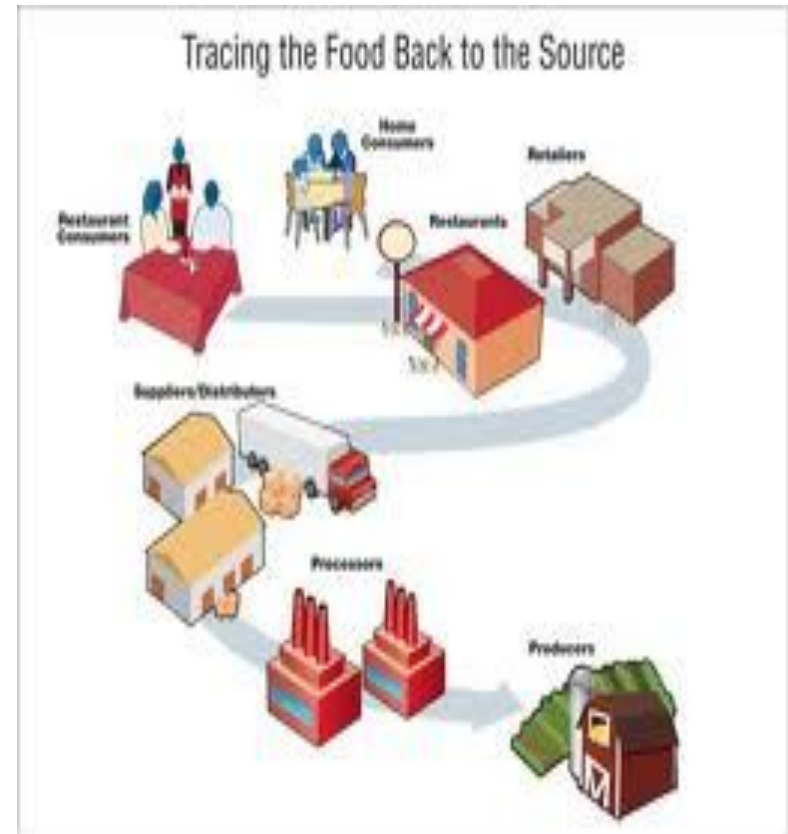 Tracing the Food Back to the Source
Home
Consumers
Retailers
Restaurant
Consumers
Restaurants
Suppliers/Distributors
Processors
Producers